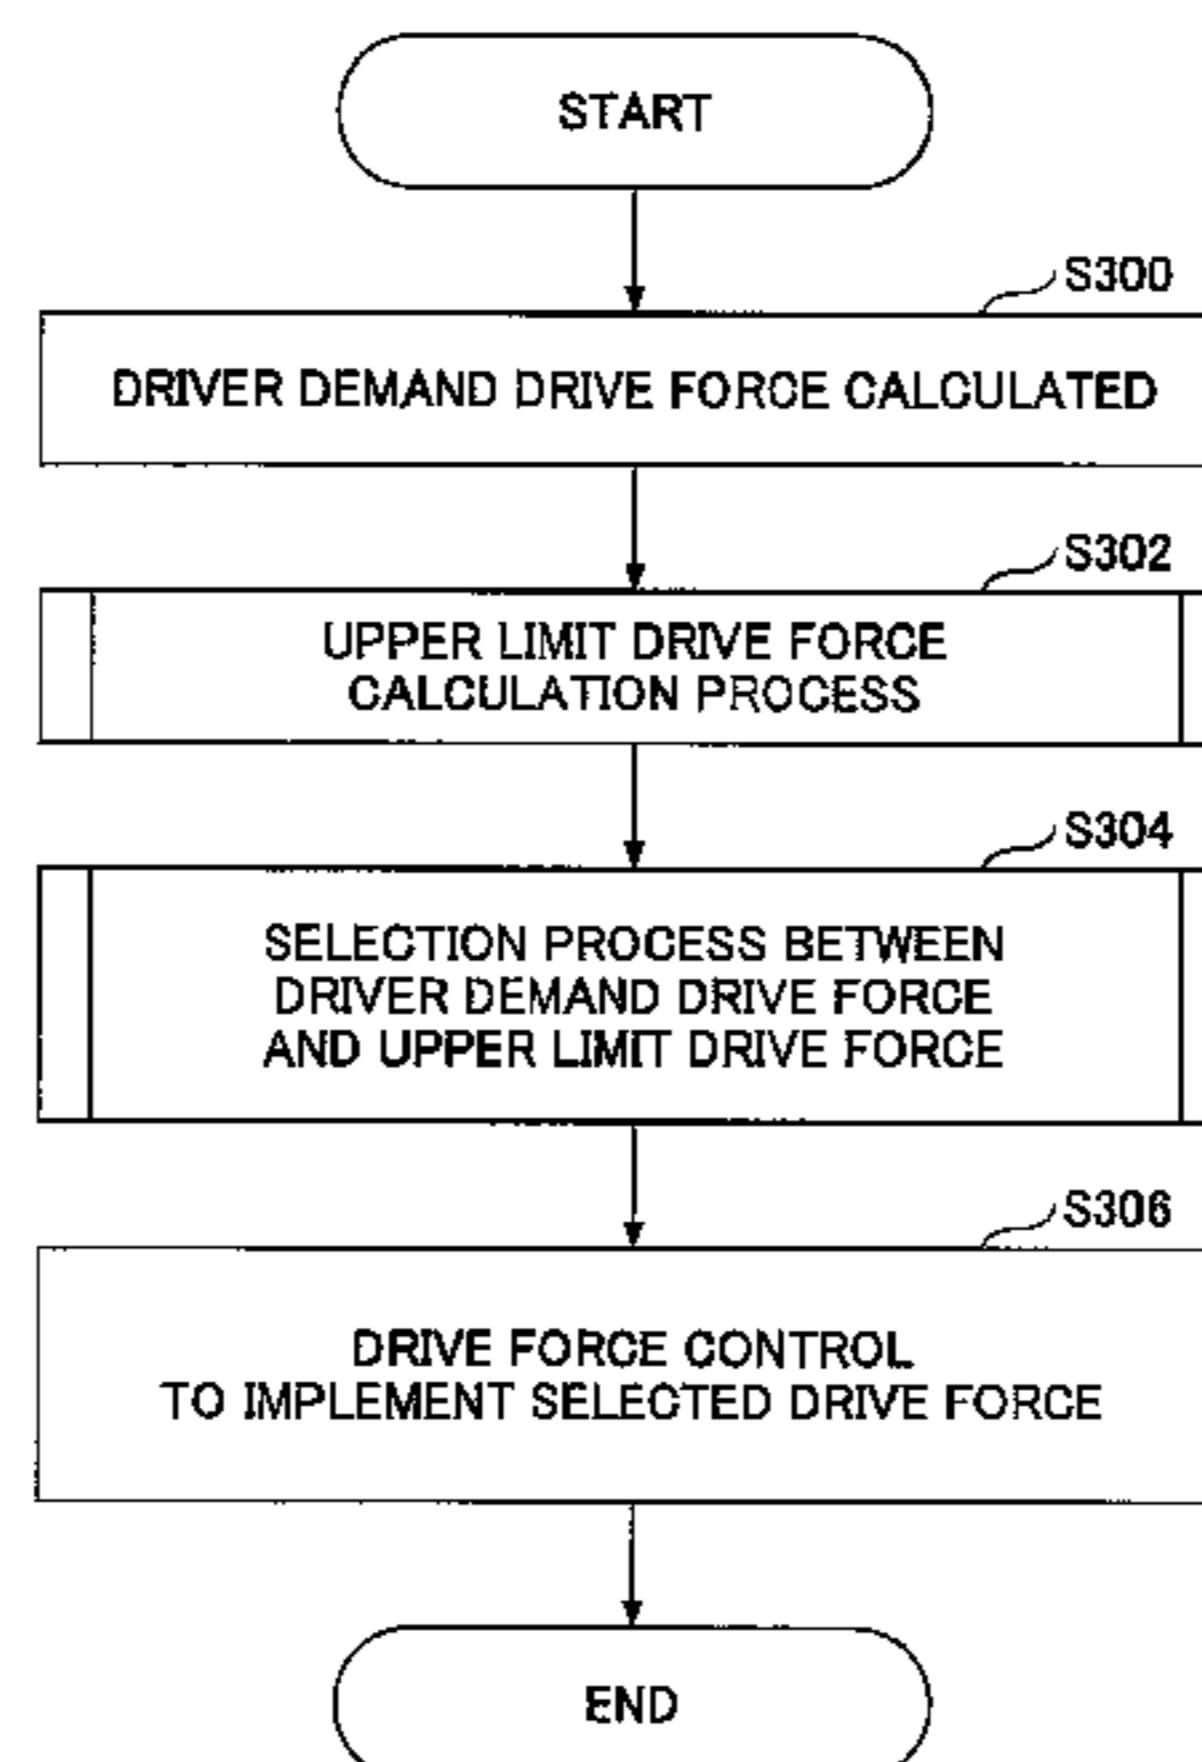 START
S300
DRIVER DEMAND DRIVE FORCE CALCULATED
S302
UPPER LIMIT DRIVE FORCE
CALCULATION PROCESS
S304
SELECTION PROCESS BETWEEN
DRIVER DEMAND DRIVE FORCE
AND UPPER LIMIT DRIVE FORCE
S306
DRIVE FORCE CONTROL
TO IMPLEMENT SELECTED DRIVE FORCE
END